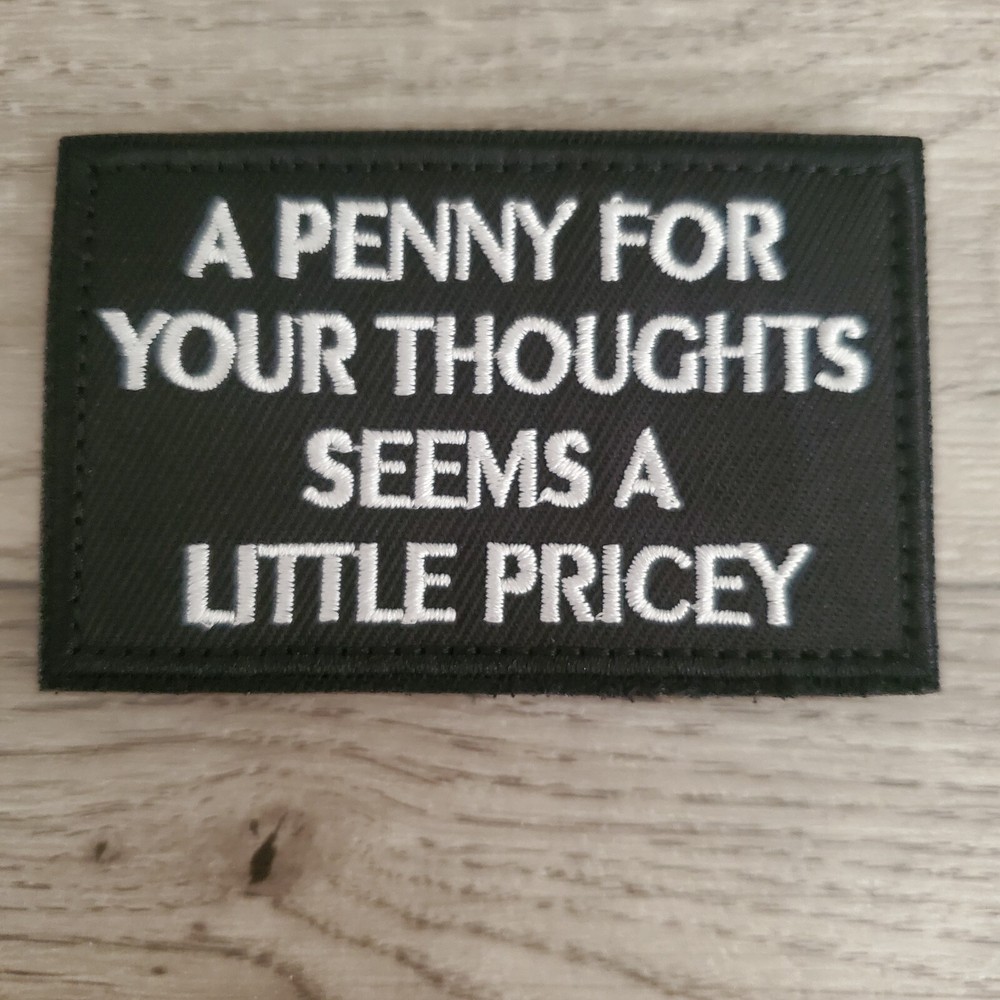 A PENNY FOR
YOUR THOUGHTS
SEEMS A
LITTLE PRICEY